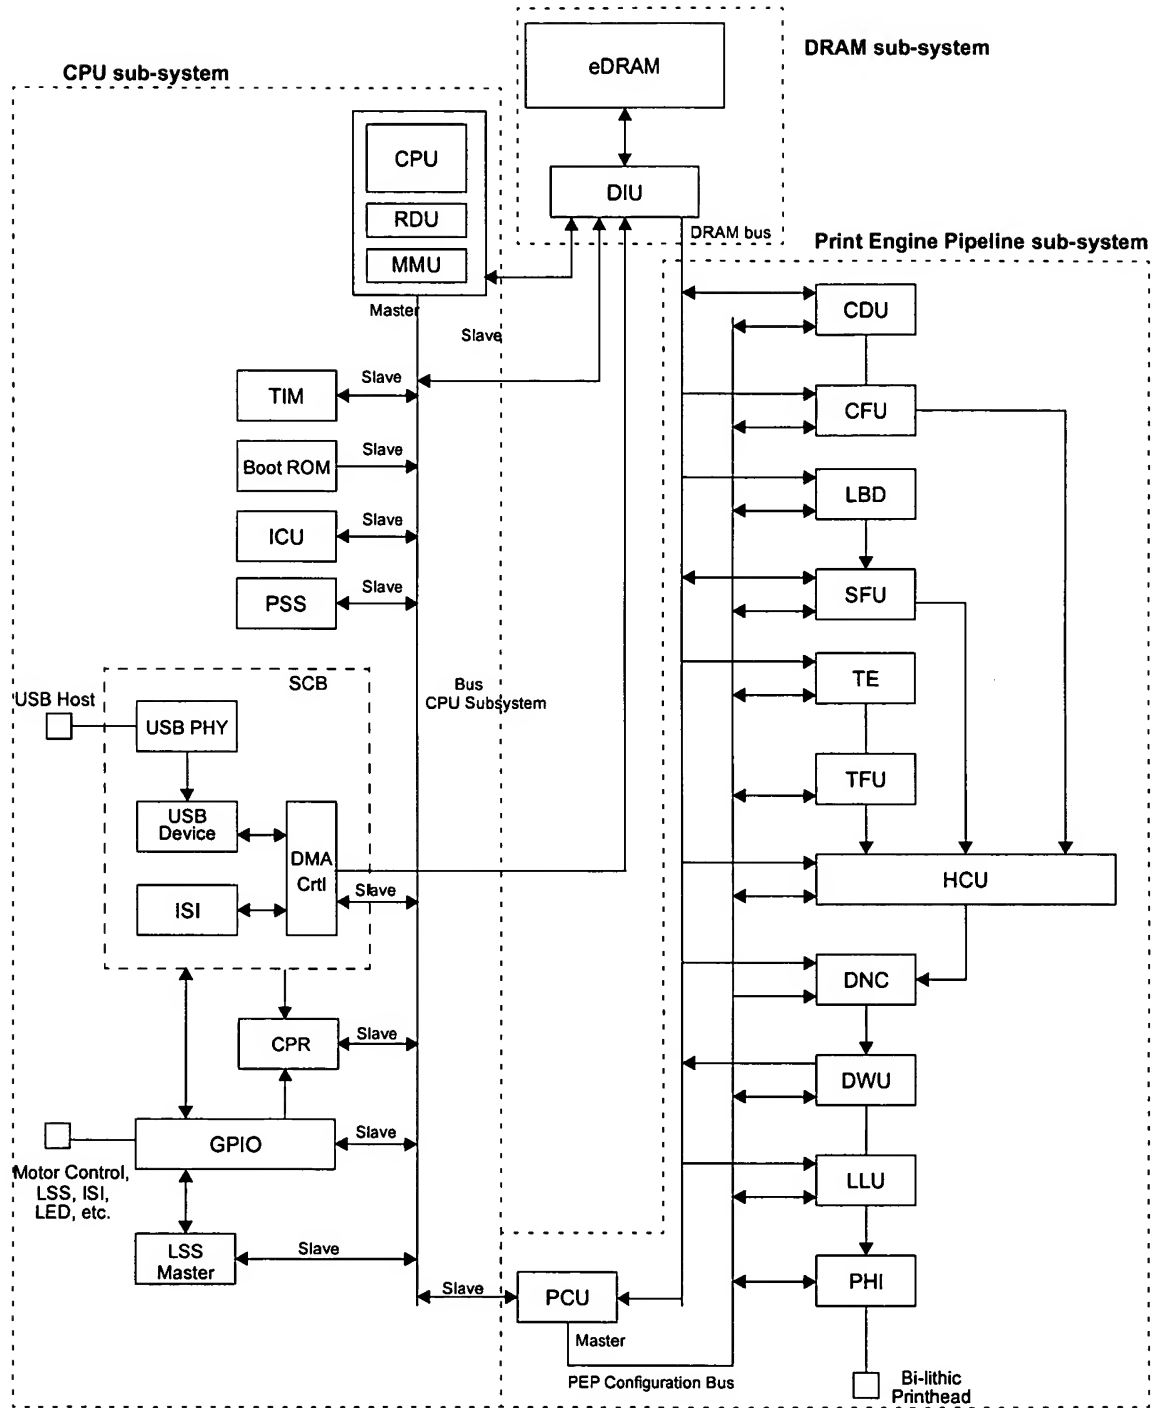 DRAM sub-system
eDRAM
CPU sub-system
CPU
DIU
RDU
DRAM bus
Print Engine Pipeline sub-system
MMU
Master
CDU
Slave
TIM
Slave
CFU
Boot ROM
Slave
LBD
ICU
Slave
PSS
Slave
SFU
SCB
TE
USB Host
Bus
CPU Subsystem
USB PHY
TFU
USB
Device
DMA
Crtl
HCU
Slave
ISI
DNC
CPR
Slave
DWU
GPIO
Slave
Motor Control,
LSS, ISI,
LED, etc.
LLU
LSS
Master
Slave
PHI
Slave
PCU
Master
PEP Configuration Bus
Bi-lithic
Printhead